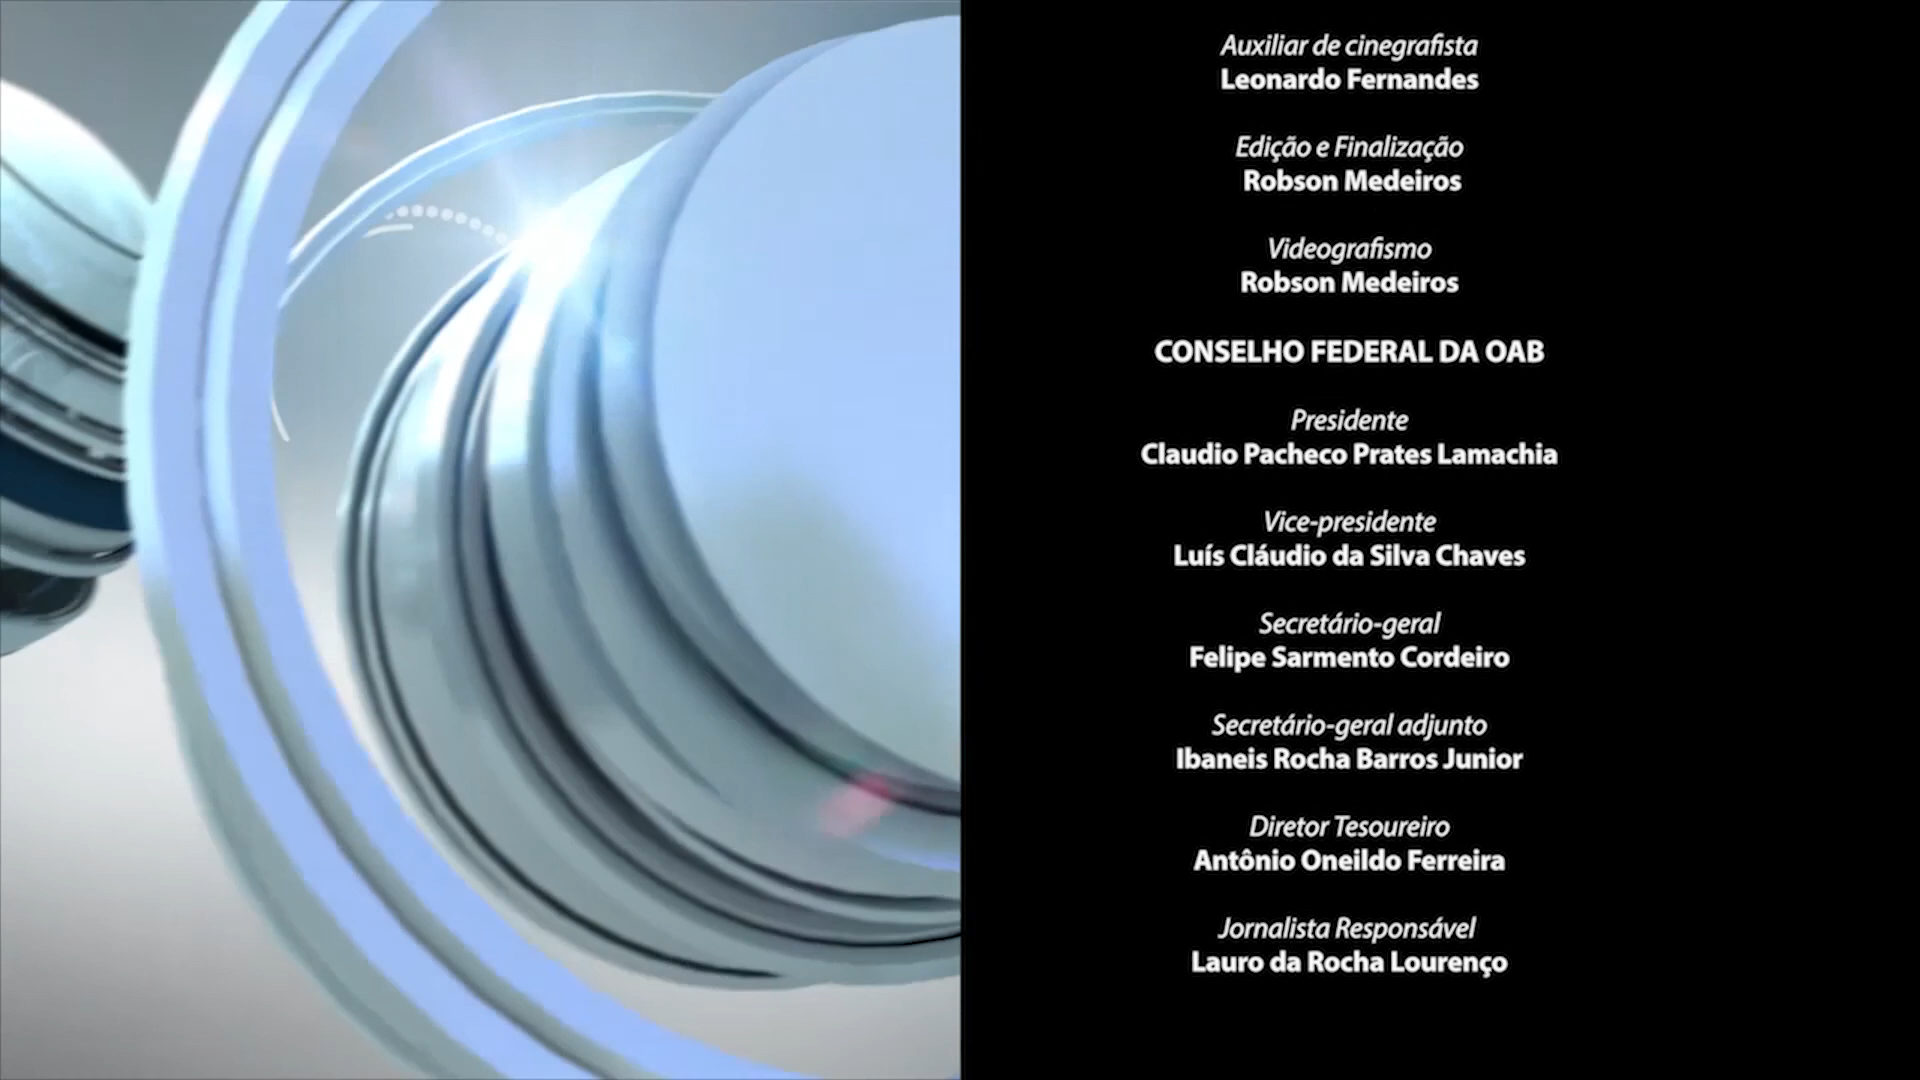 Auxiliar de cinegrafista
Leonardo Fernandes
Edição e Finalização
Robson Medeiros
Videografismo
Robson Medeiros
CONSELHO FEDERAL DA OAB
Presidente
Claudio Pacheco Prates Lamachia
Vice-presidente
Luís Cláudio da Silva Chaves
Secretário-geral
Felipe Sarmento Cordeiro
Secretário-geral adjunto
Ibaneis Rocha Barros Junior
Diretor Tesoureiro
Antônio Oneildo Ferreira
Jornalista Responsável
Lauro da Rocha Lourenço